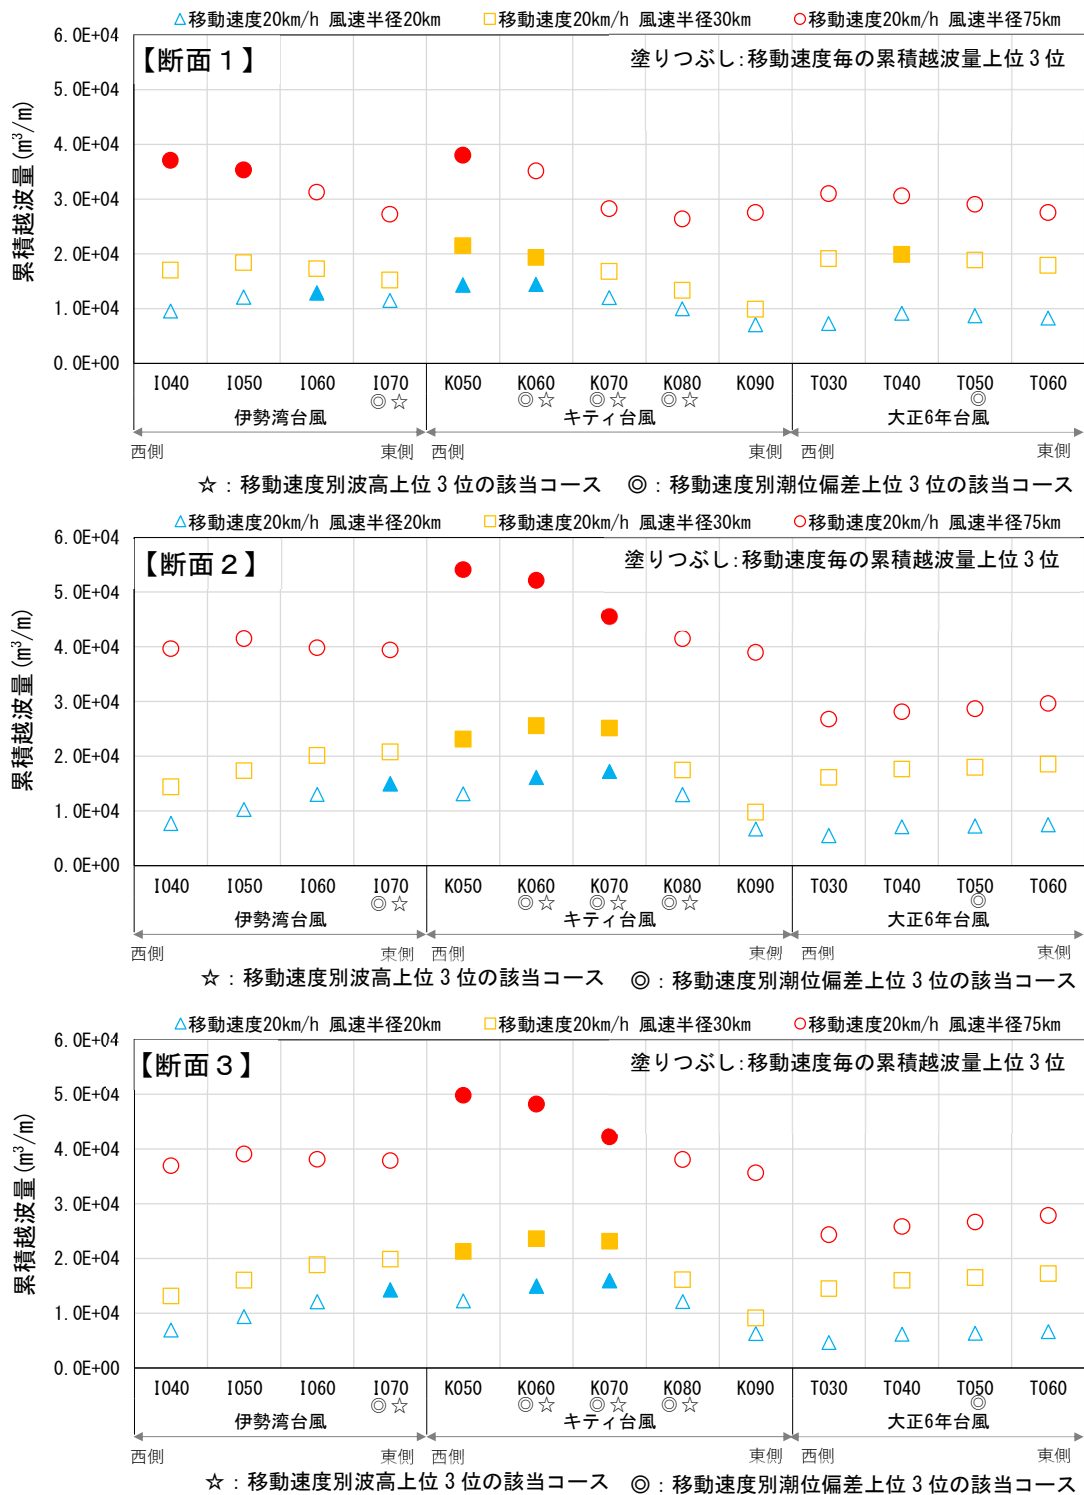 △移動速度20km/h 風速半径20km □移動速度20km/h 風速半径30km ○移動速度20km/h 風速半径75km
【断面１】 塗りつぶし:移動速度毎の累積越波量上位３位
累積越波量(m³/m)
6.0E+04
5.0E+04
4.0E+04
3.0E+04
2.0E+04
1.0E+04
0.0E+00
I040 I050 I060 I070 K050 K060 K070 K080 K090 T030 T040 T050 T060
◎☆ ◎☆ ◎☆ ◎☆ ◎
伊勢湾台風 キティ台風 大正6年台風
西側 東側 西側 東側 西側 東側
☆：移動速度別波高上位３位の該当コース ◎：移動速度別潮位偏差上位３位の該当コース
△移動速度20km/h 風速半径20km □移動速度20km/h 風速半径30km ○移動速度20km/h 風速半径75km
【断面２】 塗りつぶし:移動速度毎の累積越波量上位３位
累積越波量(m³/m)
6.0E+04
5.0E+04
4.0E+04
3.0E+04
2.0E+04
1.0E+04
0.0E+00
I040 I050 I060 I070 K050 K060 K070 K080 K090 T030 T040 T050 T060
◎☆ ◎☆ ◎☆ ◎☆ ◎
伊勢湾台風 キティ台風 大正6年台風
西側 東側 西側 東側 西側 東側
☆：移動速度別波高上位３位の該当コース ◎：移動速度別潮位偏差上位３位の該当コース
△移動速度20km/h 風速半径20km □移動速度20km/h 風速半径30km ○移動速度20km/h 風速半径75km
【断面３】 塗りつぶし:移動速度毎の累積越波量上位３位
累積越波量(m³/m)
6.0E+04
5.0E+04
4.0E+04
3.0E+04
2.0E+04
1.0E+04
0.0E+00
I040 I050 I060 I070 K050 K060 K070 K080 K090 T030 T040 T050 T060
◎☆ ◎☆ ◎☆ ◎☆ ◎
伊勢湾台風 キティ台風 大正6年台風
西側 東側 西側 東側 西側 東側
☆：移動速度別波高上位３位の該当コース ◎：移動速度別潮位偏差上位３位の該当コース